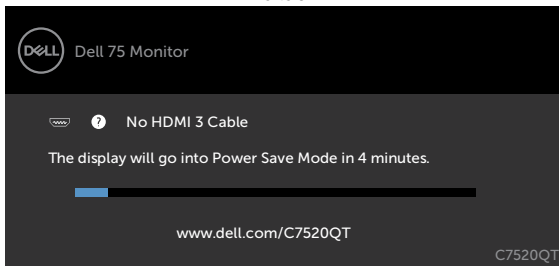 DELL
Dell 75 Monitor
? No HDMI 3 Cable
The display will go into Power Save Mode in 4 minutes.
www.dell.com/C7520QT
C7520QT